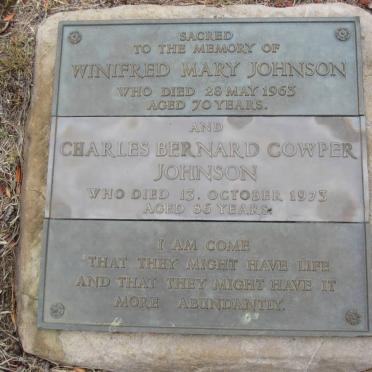 SACRED
TO THE MEMORY OF
WINIFRED MARY JOHNSON
WHO DIED 28 MAY 1963
AGED 70 YEARS.
AND
CHARLES BERNARD COWPER
JOHNSON
WHO DIED 13. OCTOBER 1973
AGED 86 YEARS.
I AM COME
THAT THEY MIGHT HAVE LIFE
AND THAT THEY MIGHT HAVE IT
MORE ABUNDANTLY.